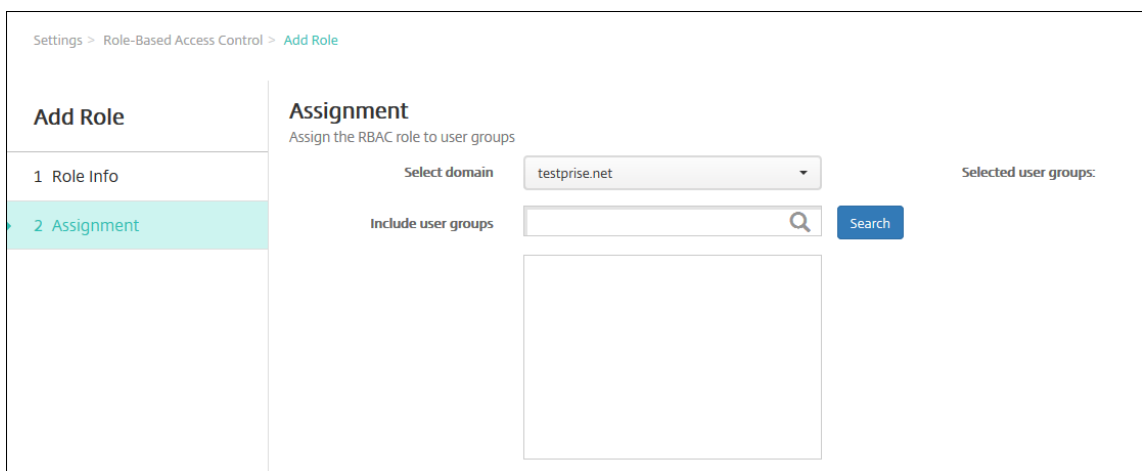 Settings > Role-Based Access Control > Add Role
Add Role
1 Role Info
2 Assignment
Assignment
Assign the RBAC role to user groups
Select domain
testprise.net
Selected user groups:
Include user groups
Search